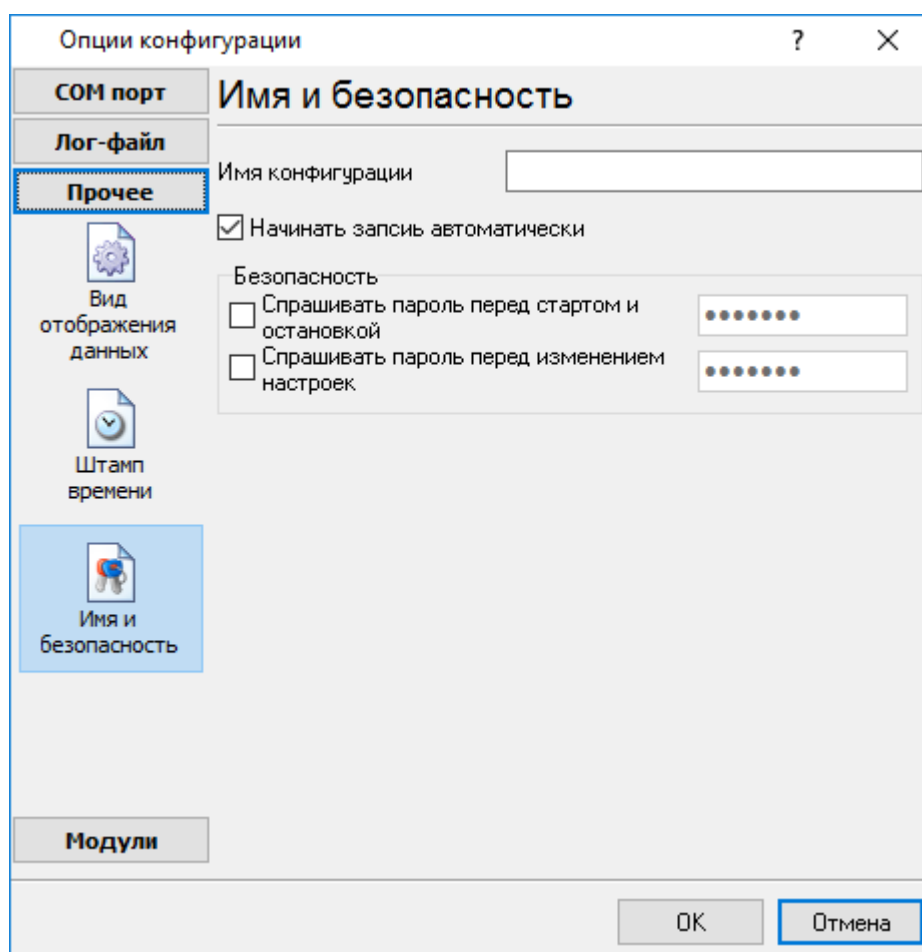 Опции конфигурации
?
COM порт
Лог-файл
Прочее
Вид
отображения
данных
Штамп
времени
Имя и
безопасность
Модули
Имя и безопасность
Имя конфигурации
Начинать запсиь автоматически
Безопасность
Спрашивать пароль перед стартом и
остановкой
•••••••
Спрашивать пароль перед изменением
настроек
•••••••
OK
Отмена